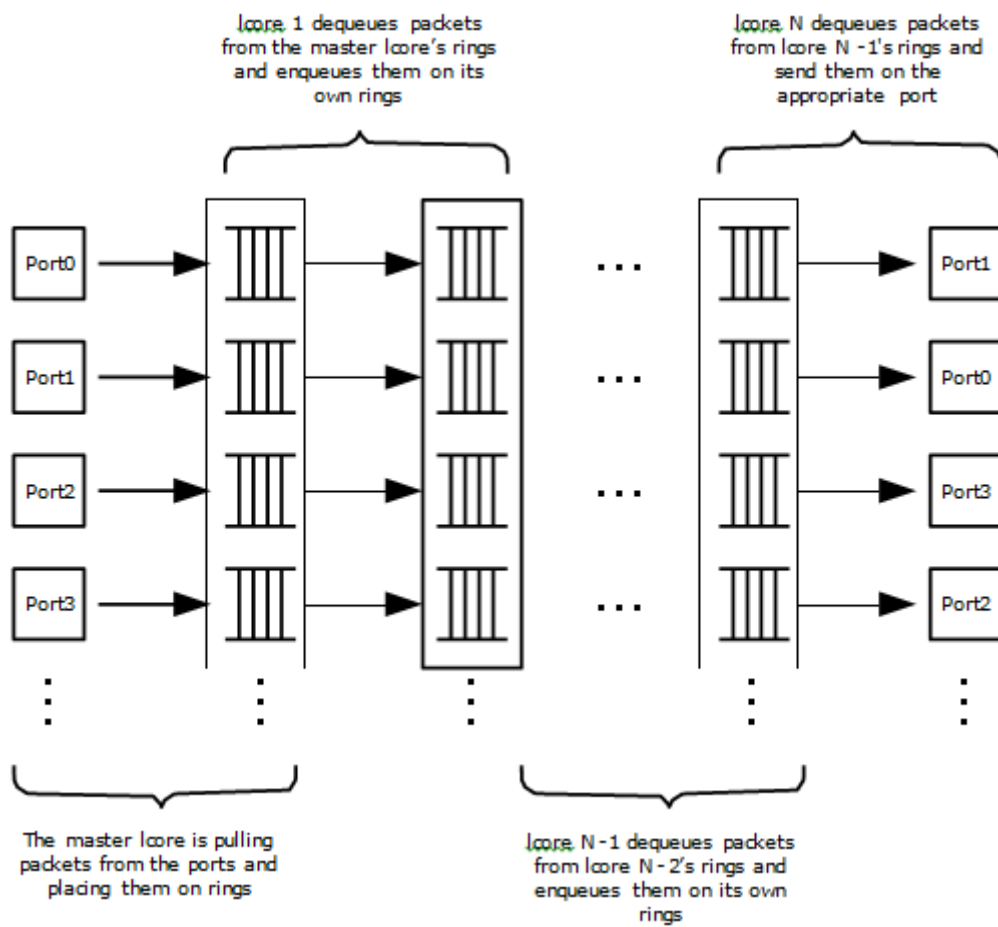 lcore 1 dequeues packets
from the master lcore's rings
and enqueues them on its
own rings
lcore N dequeues packets
from lcore N -1's rings and
send them on the
appropriate port
Port0
Port1
Port1
Port0
Port2
Port3
Port3
Port2
The master lcore is pulling
packets from the ports and
placing them on rings
lcore N-1 dequeues packets
from lcore N-2's rings and
enqueues them on its own
rings